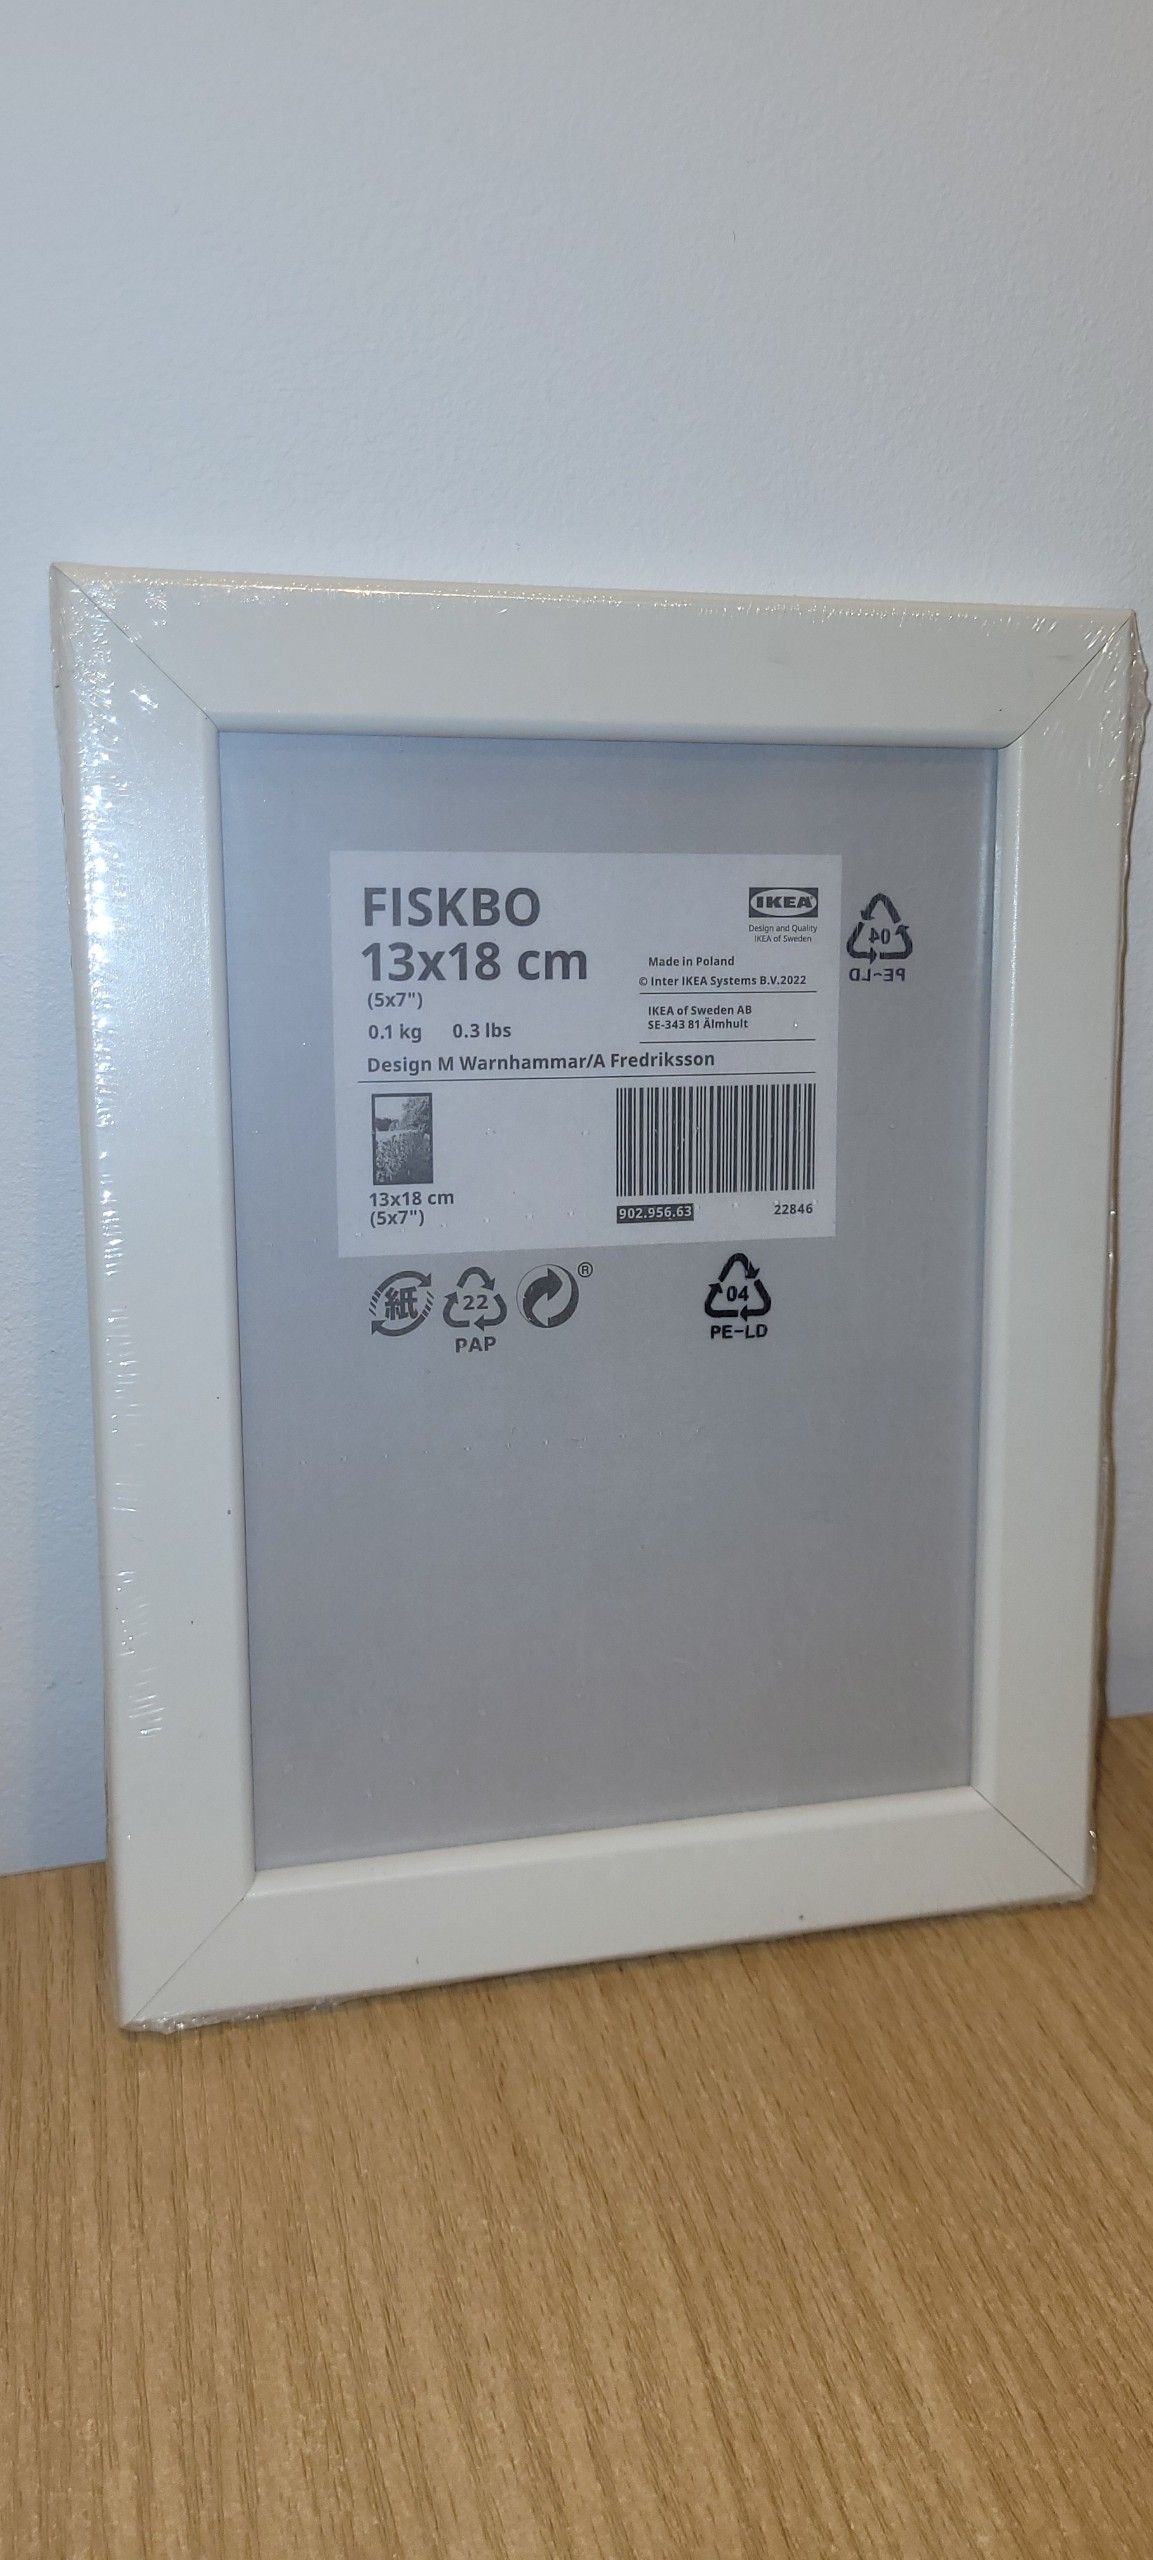 FISKBO
13x18 cm
(5x7")
0.1 kg 0.3 lbs
Design M Warnhammar/A Fredriksson
IKEA
Design and Quality
IKEA of Sweden
Made in Poland
© Inter IKEA Systems B.V.2022
IKEA of Sweden AB
SE-343 81 Älmhult
13x18 cm
(5x7")
902.956.63
22846
04
PE-LD
紙
22
PAP
®
04
PE-LD